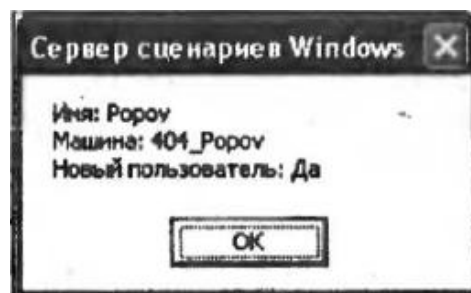 Сервер сценариев Windows
Имя: Popov
Машина: 404_Popov
Новый пользователь: Да
OK